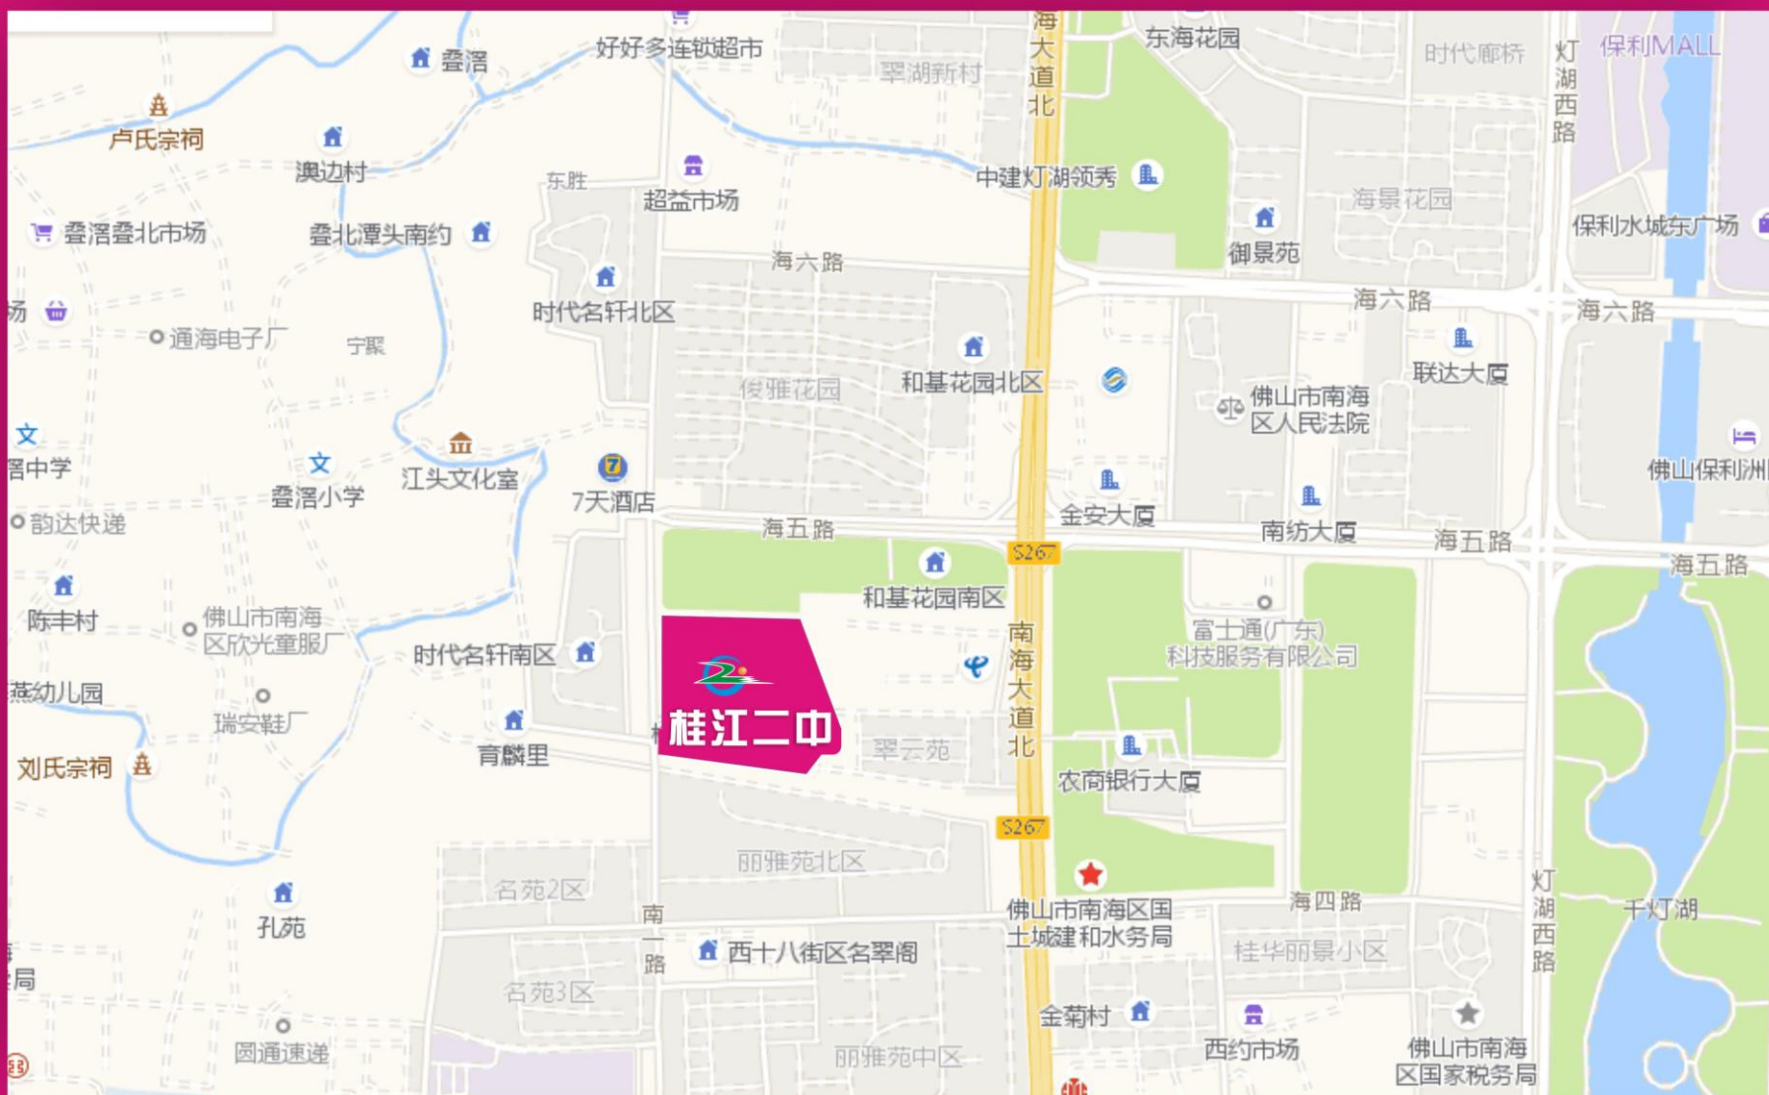 海大道北
东海花园
时代廊桥
灯湖西路
保利MALL
好好多连锁超市
叠滘
翠湖新村
卢氏宗祠
澳边村
东胜
超益市场
中建灯湖领秀
海景花园
叠滘叠北市场
叠北潭头南约
保利水城东广场
御景苑
海六路
海六路
海六路
时代名轩北区
场
通海电子厂
宁聚
俊雅花园
和基花园北区
联达大厦
佛山市南海
区人民法院
滘中学
叠滘小学
江头文化室
7
7天酒店
佛山保利洲
韵达快递
金安大厦
南纺大厦
海五路
海五路
海五路
S267
和基花园南区
陈丰村
佛山市南海
区欣光童服厂
时代名轩南区
富士通(广东)
科技服务有限公司
南海大道北
燕幼儿园
瑞安鞋厂
桂江二中
育麟里
翠云苑
刘氏宗祠
农商银行大厦
S267
丽雅苑北区
名苑2区
孔苑
南一路
佛山市南海区国
土城建和水务局
海四路
灯湖西路
千灯湖
西十八街区名翠阁
桂华丽景小区
局
名苑3区
金菊村
圆通速递
丽雅苑中区
西约市场
佛山市南海
区国家税务局
文
文